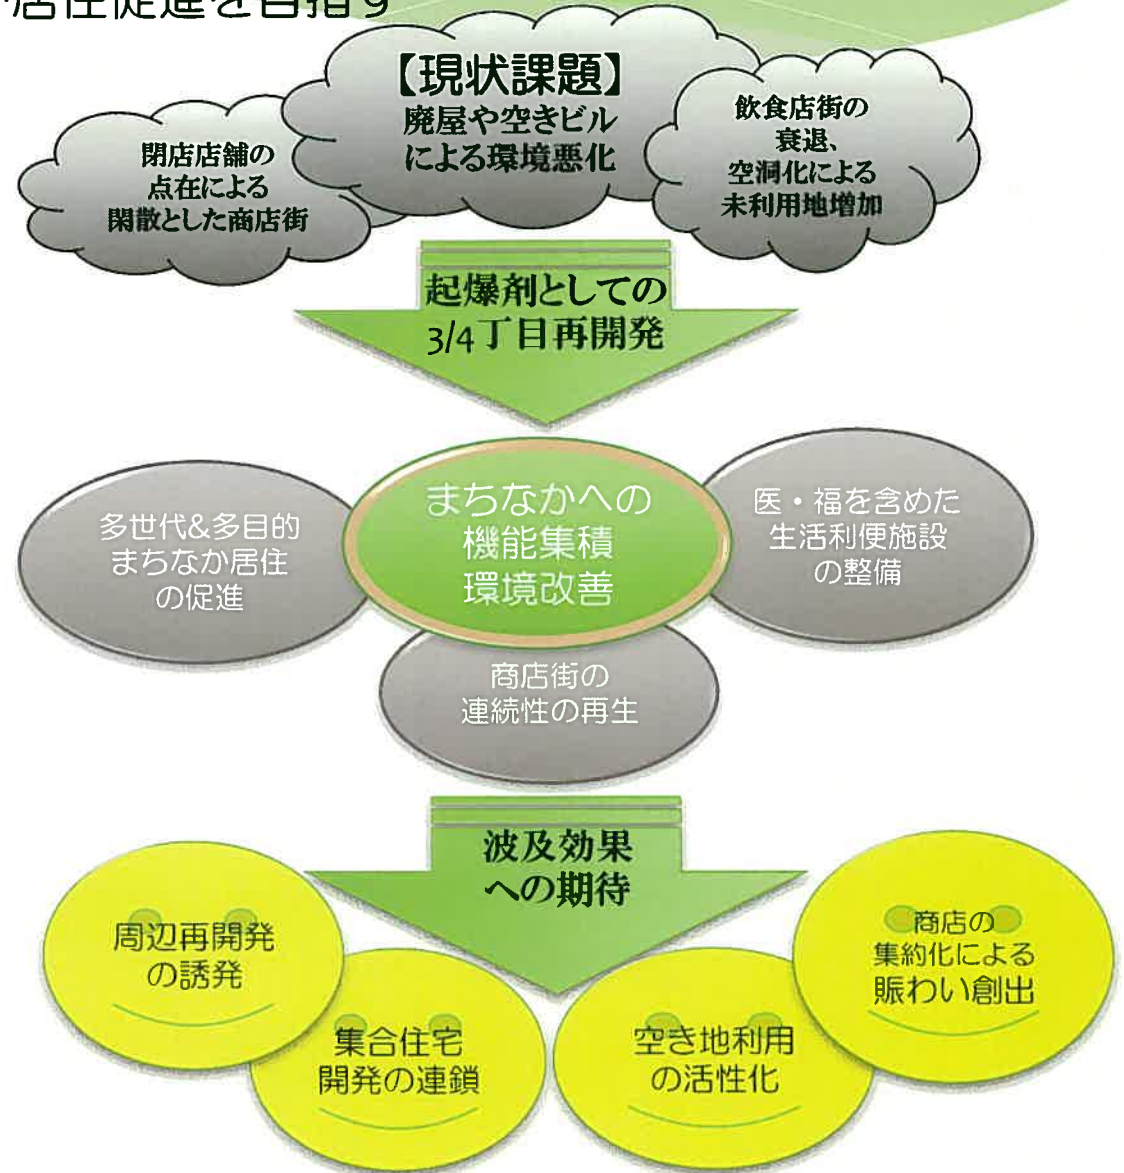 居住促進を目指す
【現状課題】
廃屋や空きビル
による環境悪化
閉店店舗の
点在による
閑散とした商店街
飲食店街の
衰退、
空洞化による
未利用地増加
起爆剤としての
3/4丁目再開発
まちなかへの
機能集積
環境改善
多世代&多目的
まちなか居住
の促進
医・福を含めた
生活利便施設
の整備
商店街の
連続性の再生
波及効果
への期待
周辺再開発
の誘発
集合住宅
開発の連鎖
空き地利用
の活性化
商店の
集約化による
賑わい創出